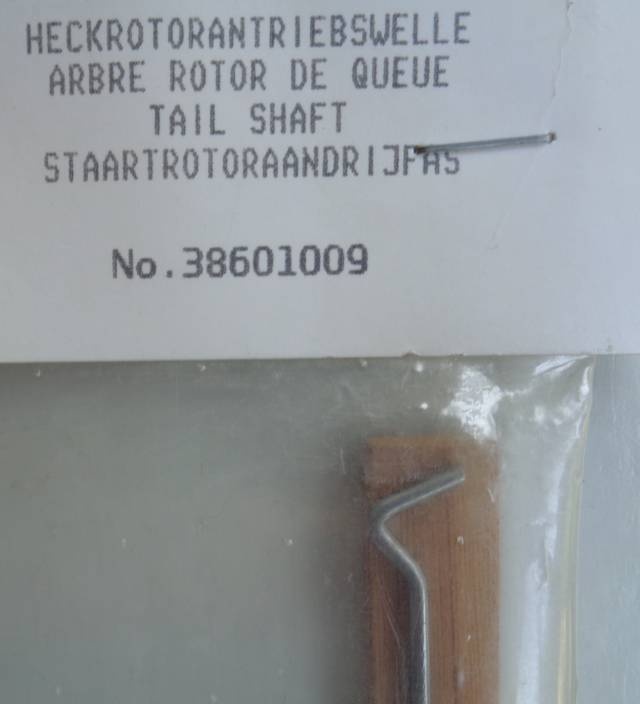 HECKROTORANTRIEBSWELLE
ARBRE ROTOR DE QUEUE
TAIL SHAFT
STAARTROTORAANDRIJFAS
No.38601009